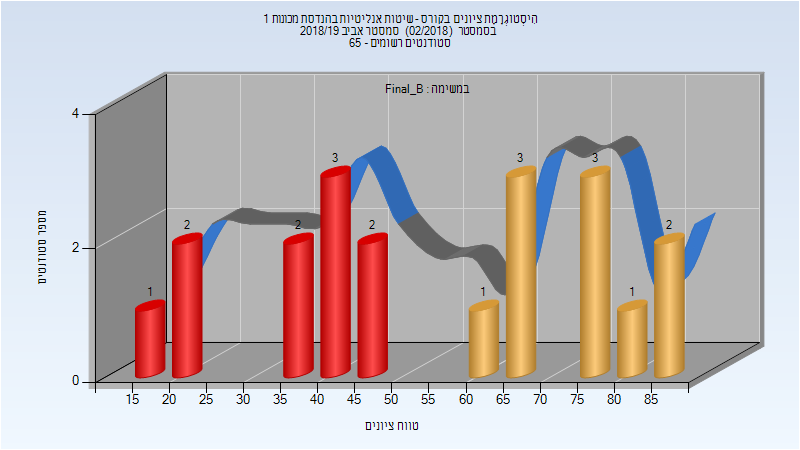 הִיסְטוֹגְרָמַת ציונים בקורס - שיטות אנליטיות בהנדסת מכונות 1
בסמסטר (02/2018) סמסטר אביב 2018/19
סטודנטים רשומים - 65
במשימה : Final_B
מספר סטודנטים
4
2
0
1
2
2
3
2
1
3
3
1
2
15 20 25 30 35 40 45 50 55 60 65 70 75 80 85
טווח ציונים